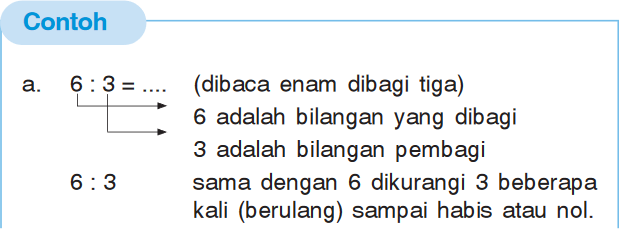 Contoh
a. 6 : 3 = .... (dibaca enam dibagi tiga)
6 adalah bilangan yang dibagi
3 adalah bilangan pembagi
6 : 3 sama dengan 6 dikurangi 3 beberapa
kali (berulang) sampai habis atau nol.